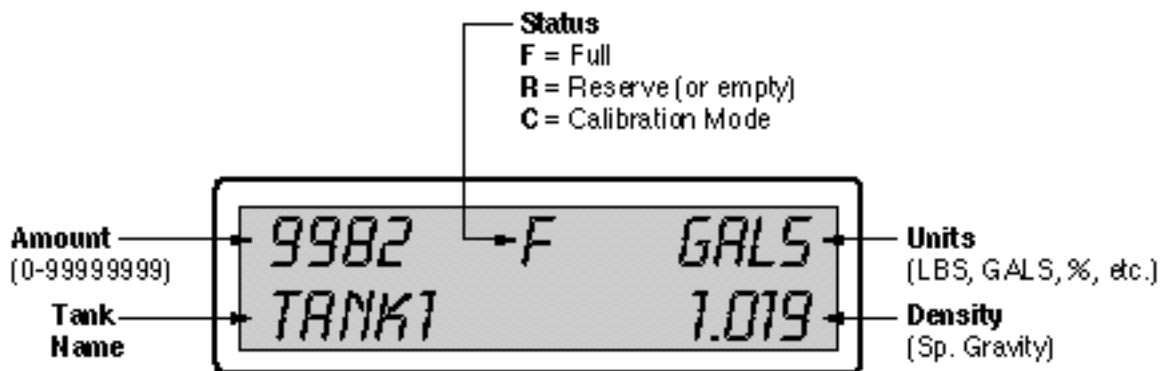 Status
F = Full
R = Reserve (or empty)
C = Calibration Mode
Amount
(0-99999999)
9982 F GALS
Units
(LBS, GALS, %, etc.)
Tank
Name
TANK1 1.019
Density
(Sp. Gravity)